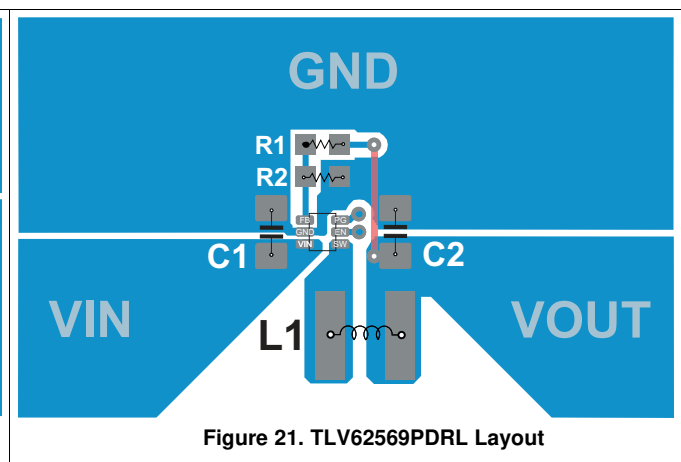 GND
R1
R2
FB PG
GND EN
VIN SW
C1 C2
VIN L1 VOUT
Figure 21. TLV62569PDRL Layout